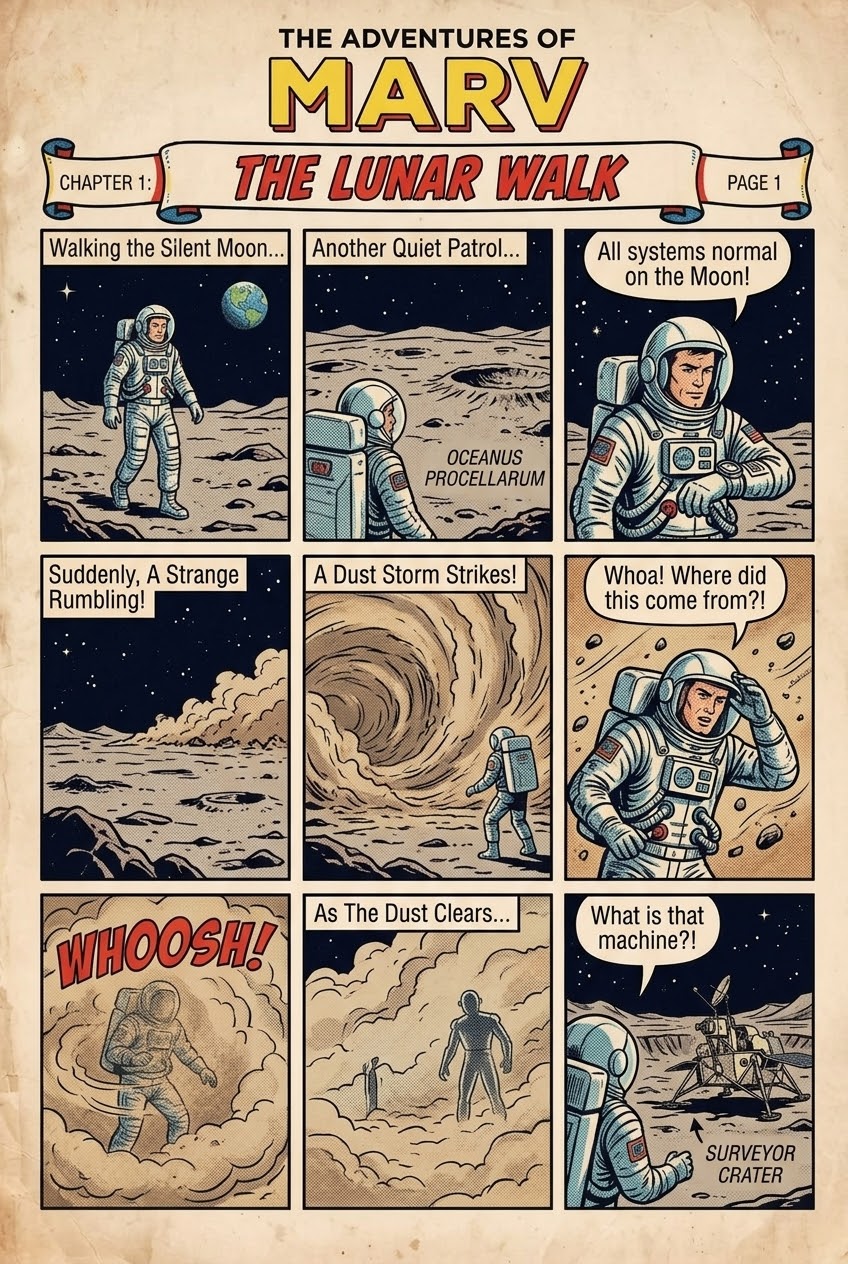 THE ADVENTURES OF
MARV
CHAPTER 1:
THE LUNAR WALK
PAGE 1
Walking the Silent Moon...
Another Quiet Patrol...
OCEANUS
PROCELLARUM
All systems normal
on the Moon!
Suddenly, A Strange
Rumbling!
A Dust Storm Strikes!
Whoa! Where did
this come from?!
WHOOSH!
As The Dust Clears...
What is that
machine?!
SURVEYOR
CRATER